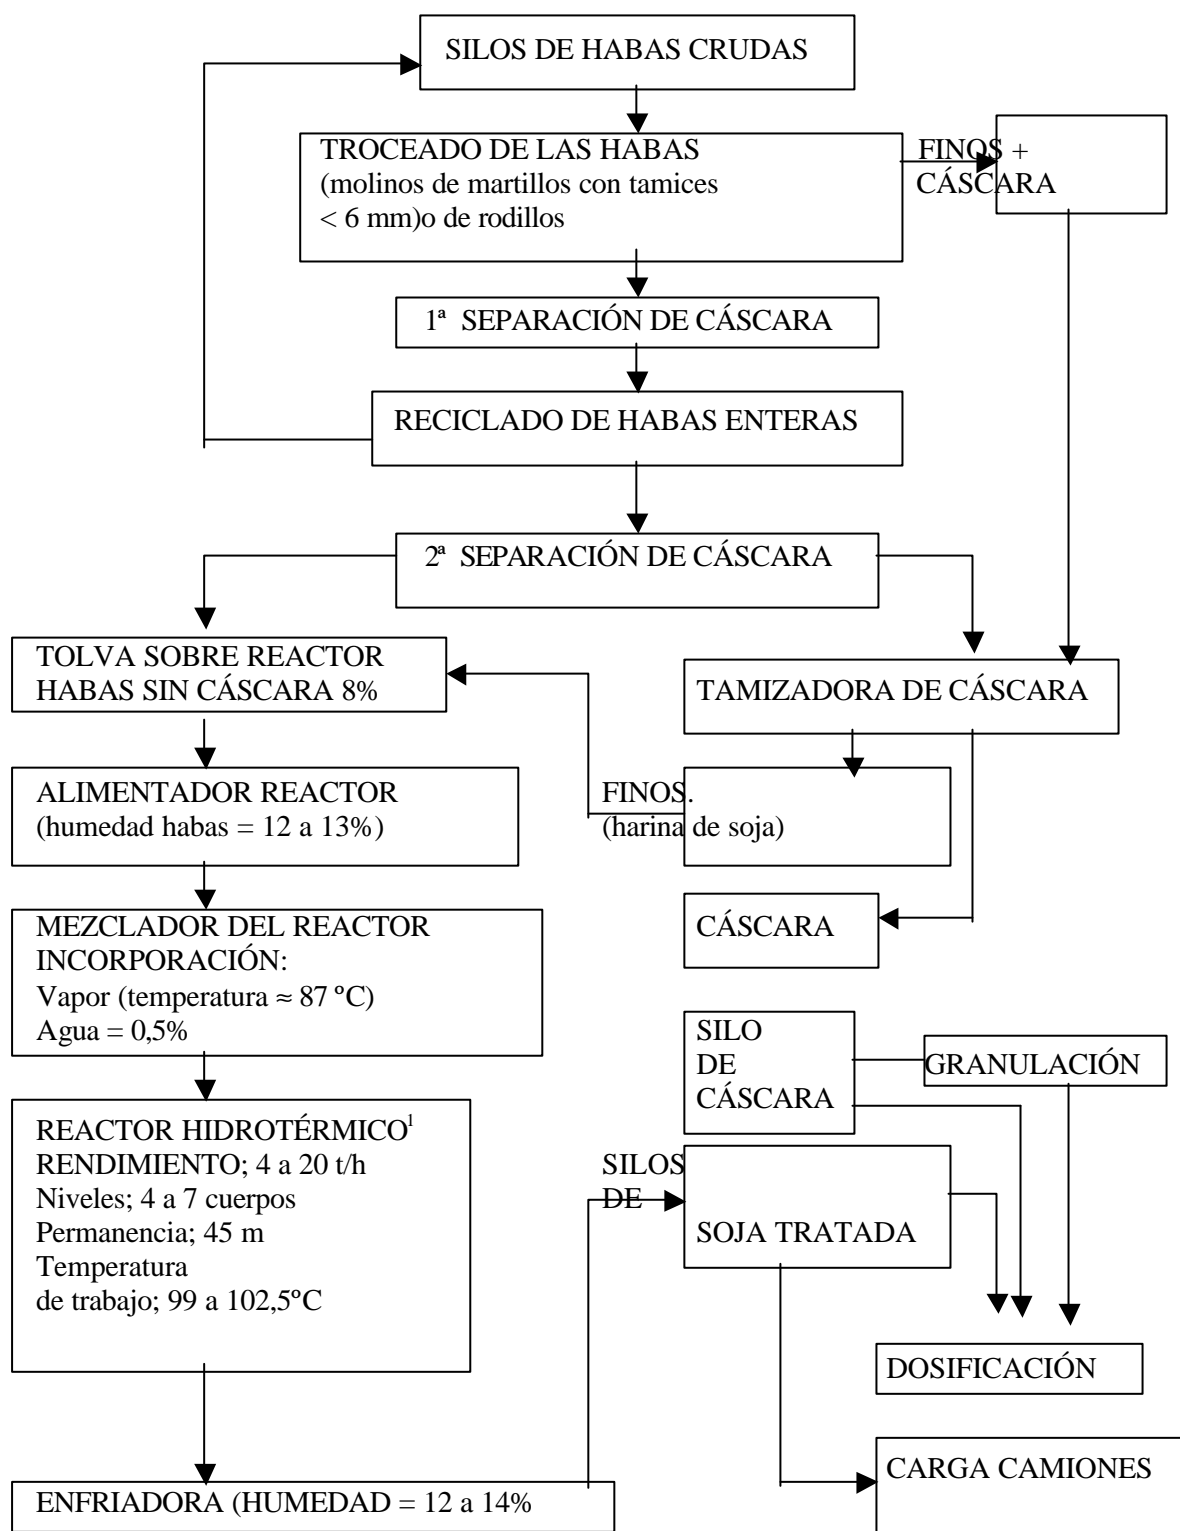 SILOS DE HABAS CRUDAS
TROCEADO DE LAS HABAS
(molinos de martillos con tamices
< 6 mm)o de rodillos
FINOS +
CÁSCARA
1ª SEPARACIÓN DE CÁSCARA
RECICLADO DE HABAS ENTERAS
2ª SEPARACIÓN DE CÁSCARA
TOLVA SOBRE REACTOR
HABAS SIN CÁSCARA 8%
TAMIZADORA DE CÁSCARA
ALIMENTADOR REACTOR
(humedad habas = 12 a 13%)
FINOS.
(harina de soja)
MEZCLADOR DEL REACTOR
INCORPORACIÓN:
Vapor (temperatura ≈ 87 ºC)
Agua = 0,5%
CÁSCARA
SILO
DE
CÁSCARA
GRANULACIÓN
REACTOR HIDROTÉRMICO¹
RENDIMIENTO; 4 a 20 t/h
Niveles; 4 a 7 cuerpos
Permanencia; 45 m
Temperatura
de trabajo; 99 a 102,5ºC
SILOS
DE
SOJA TRATADA
DOSIFICACIÓN
CARGA CAMIONES
ENFRIADORA (HUMEDAD = 12 a 14%